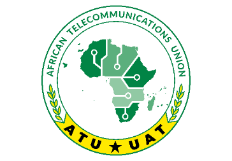 AFRICAN TELECOMMUNICATIONS UNION
ATU ★ UAT